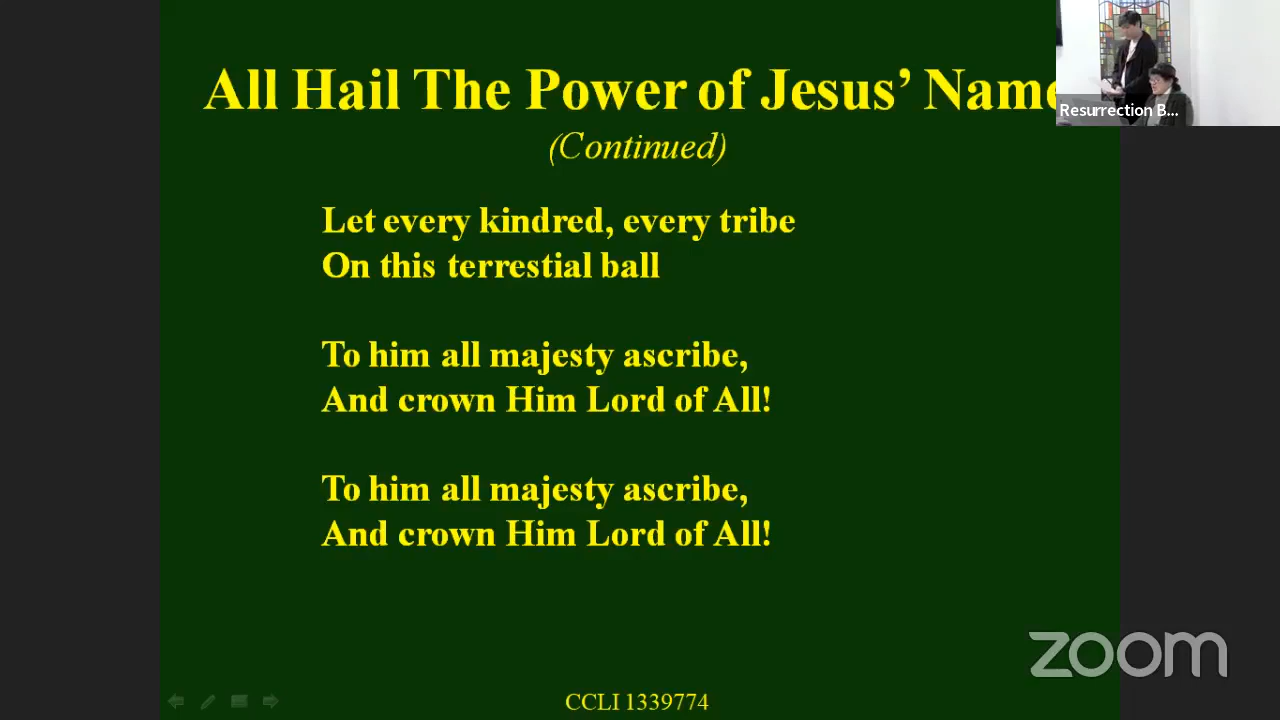 All Hail The Power of Jesus’ Name
(Continued)
Resurrection B...
Let every kindred, every tribe
On this terrestial ball
To him all majesty ascribe,
And crown Him Lord of All!
To him all majesty ascribe,
And crown Him Lord of All!
zoom
CCLI 1339774